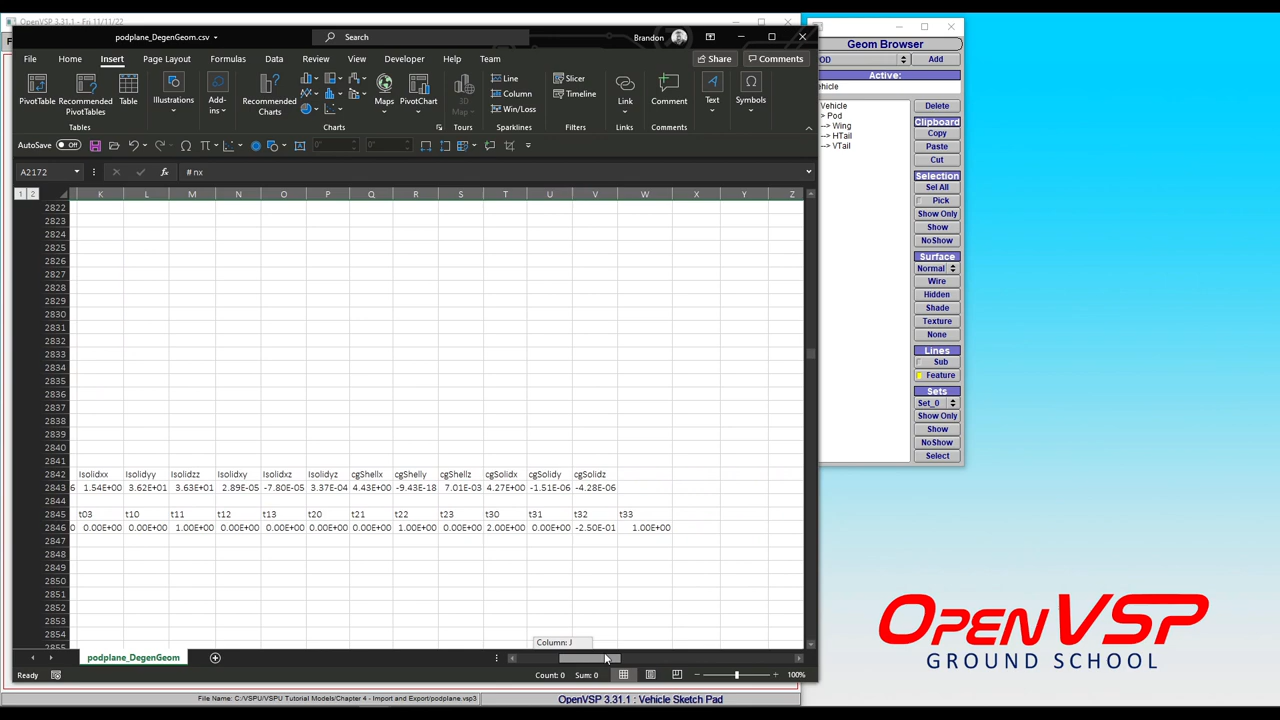 OpenVSP 3.31.1 - Fri 11/11/22
podplane_DegenGeom.csv
Search
Brandon
File Home Insert Page Layout Formulas Data Review View Developer Help Team Share Comments
PivotTable
Recommended PivotTables
Table
Illustrations
Add-ins
Recommended Charts
Maps
PivotChart
3D Map
Line
Column
Win/Loss
Slicer
Timeline
Link
Comment
Text
Symbols
Tables Charts Tours Sparklines Filters Links Comments
AutoSave Off
A2172 fx # nx
1 2 K L M N O P Q R S T U V W X Y Z
2822
2823
2824
2825
2826
2827
2828
2829
2830
2831
2832
2833
2834
2835
2836
2837
2838
2839
2840
2841
2842 Isolidxx Isolidyy Isolidzz Isolidxy Isolidxz Isolidyz cgShellx cgShelly cgShellz cgSolidx cgSolidy cgSolidz
2843 6 1.54E+00 3.62E+01 3.63E+01 2.89E-05 -7.80E-05 3.37E-04 4.43E+00 -9.43E-18 7.01E-03 4.27E+00 -1.51E-06 -4.28E-06
2844
2845 t03 t10 t11 t12 t13 t20 t21 t22 t23 t30 t31 t32 t33
2846 0 0.00E+00 0.00E+00 1.00E+00 0.00E+00 0.00E+00 0.00E+00 0.00E+00 1.00E+00 0.00E+00 2.00E+00 0.00E+00 -2.50E-01 1.00E+00
2847
2848
2849
2850
2851
2852
2853
2854
2855
Column: J
podplane_DegenGeom
Ready Count: 0 Sum: 0 100%
File Name: C:/VSPU/VSPU Tutorial Models/Chapter 4 - Import and Export/podplane.vsp3
OpenVSP 3.31.1 : Vehicle Sketch Pad
Geom Browser
POD Add
Active:
ehicle
Vehicle
> Pod
--> Wing
--> HTail
--> VTail
Delete
Clipboard
Copy
Paste
Cut
Selection
Sel All
Pick
Show Only
Show
NoShow
Surface
Normal
Wire
Hidden
Shade
Texture
None
Lines
Sub
Feature
Sets
Set_0
Show Only
Show
NoShow
Select
OPENVSP
GROUND SCHOOL